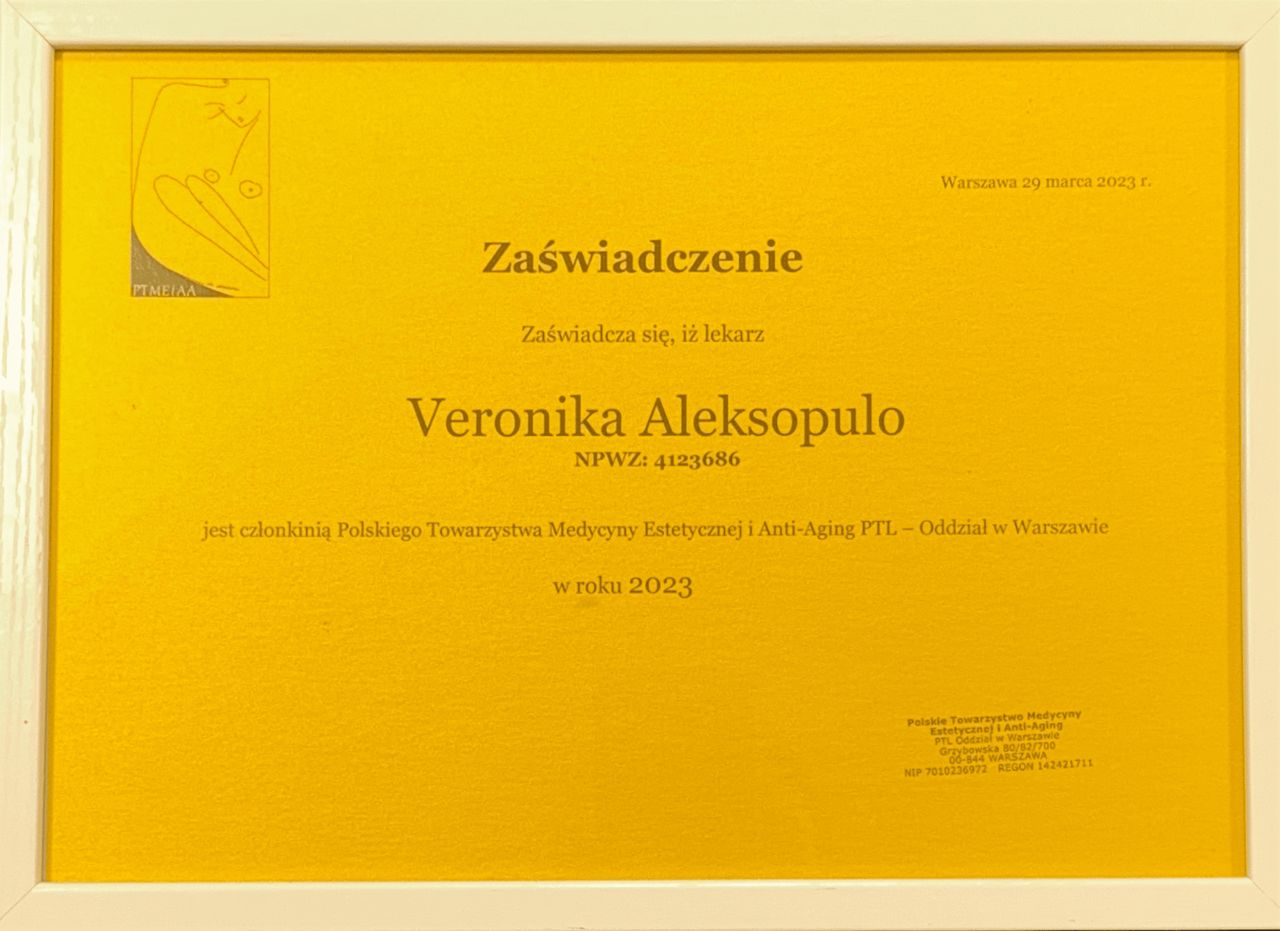 PTMEiAA
Warszawa 29 marca 2023 r.
Zaświadczenie
Zaświadcza się, iż lekarz
Veronika Aleksopulo
NPWZ: 4123686
jest członkinią Polskiego Towarzystwa Medycyny Estetycznej i Anti-Aging PTL – Oddział w Warszawie
w roku 2023
Polskie Towarzystwo Medycyny
Estetycznej i Anti-Aging
PTL Oddział w Warszawie
Grzybowska 80/82/700
00-844 WARSZAWA
NIP 7010236972 REGON 142421711